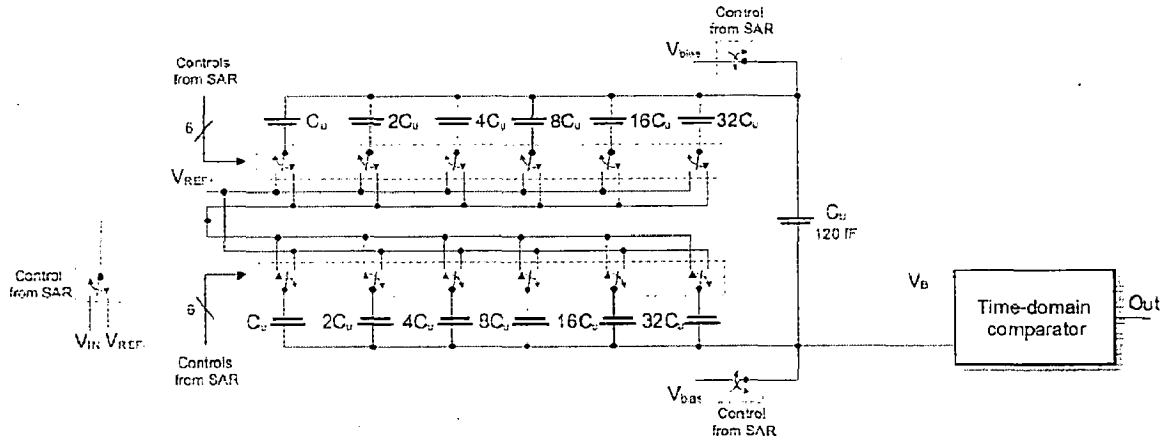 Control
from SAR
Vbias
Controls
from SAR
6
Cu 2Cu 4Cu 8Cu 16Cu 32Cu
VREF+
Cu
120 fF
Control
from SAR
VIN VREF-
6
Controls
from SAR
Cu 2Cu 4Cu 8Cu 16Cu 32Cu
VB
Time-domain
comparator
Out
Vbias
Control
from SAR